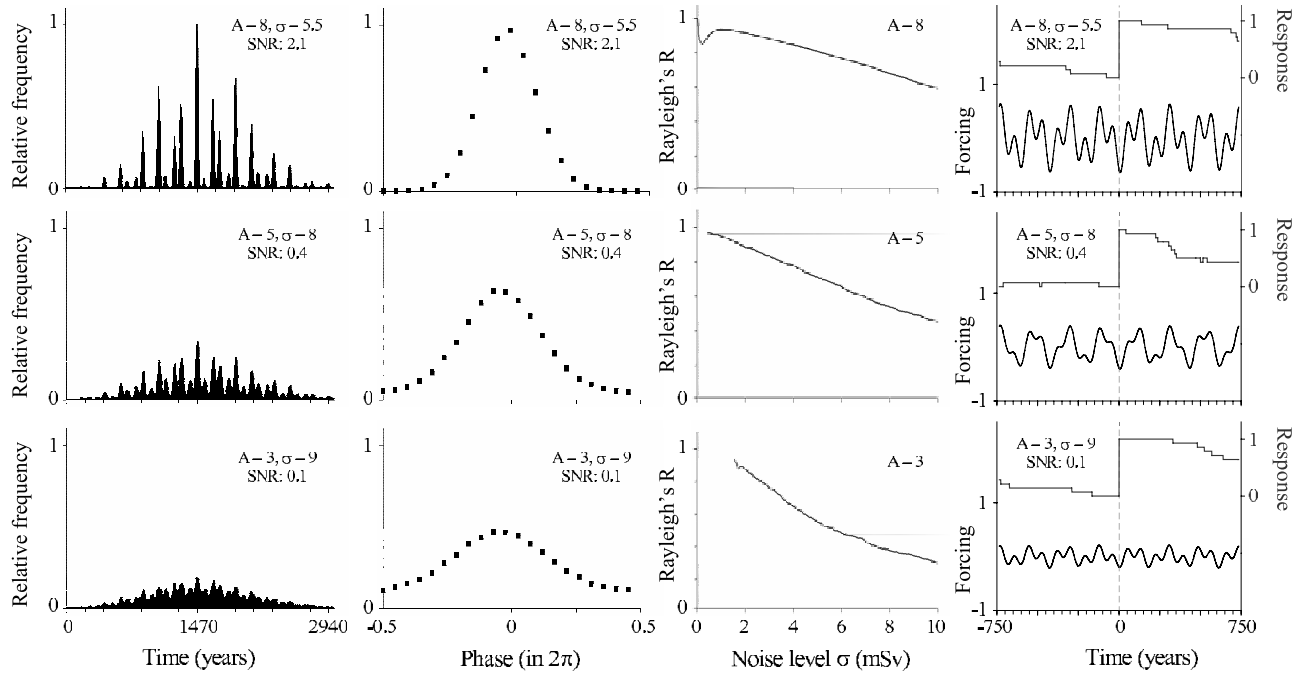 1
A – 8, σ – 5.5
SNR: 2.1
Relative frequency
0
1
A – 8, σ – 5.5
SNR: 2.1
0
1
A – 8
Rayleigh's R
0
A – 8, σ – 5.5
SNR: 2.1
1
0
Response
1
Forcing
-1
1
A – 5, σ – 8
SNR: 0.4
Relative frequency
0
1
A – 5, σ – 8
SNR: 0.4
0
1
A – 5
Rayleigh's R
0
A – 5, σ – 8
SNR: 0.4
1
0
Response
1
Forcing
-1
1
A – 3, σ – 9
SNR: 0.1
Relative frequency
0
0 1470 2940
Time (years)
1
A – 3, σ – 9
SNR: 0.1
0
-0.5 0 0.5
Phase (in 2π)
1
A – 3
Rayleigh's R
0
0 2 4 6 8 10
Noise level σ (mSv)
A – 3, σ – 9
SNR: 0.1
1
0
Response
1
Forcing
-1
-750 0 750
Time (years)